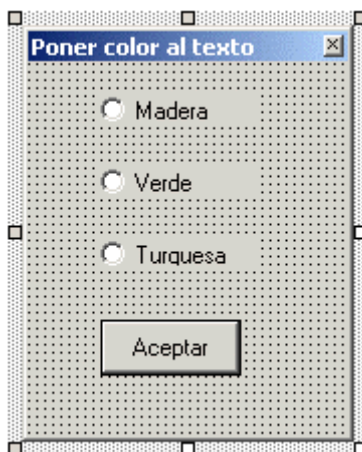 Poner color al texto
Madera
Verde
Turquesa
Aceptar